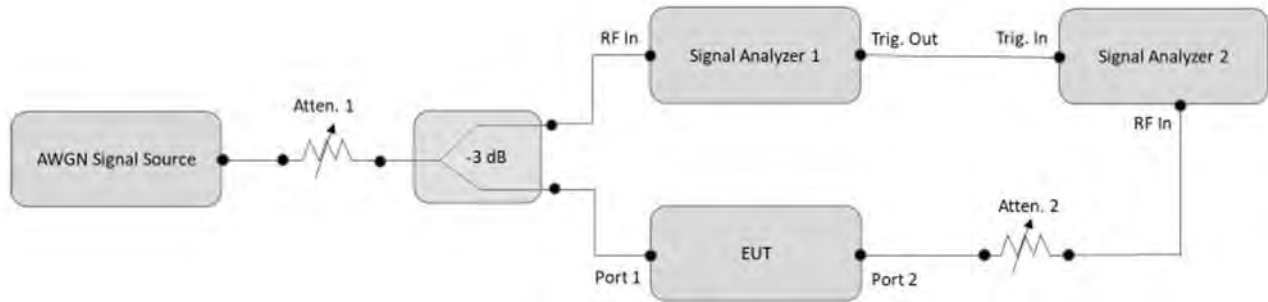 RF In
Signal Analyzer 1
Trig. Out
Trig. In
Signal Analyzer 2
RF In
Atten. 1
AWGN Signal Source
-3 dB
Atten. 2
EUT
Port 1
Port 2